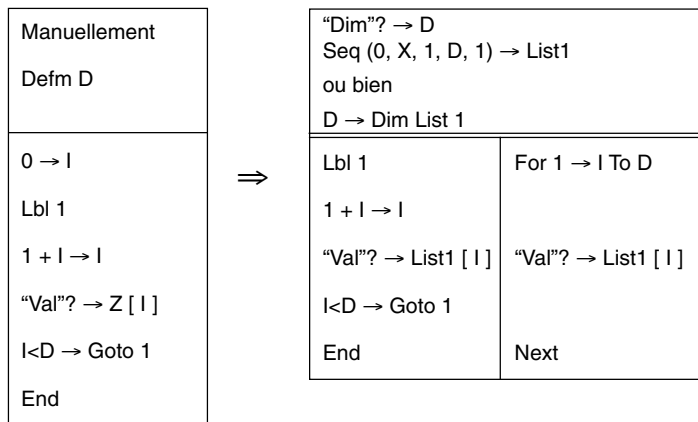 Manuellement
Defm D
0 → I
Lbl 1
1 + I → I
“Val”? → Z [ I ]
I<D → Goto 1
End
⇒
“Dim”? → D
Seq (0, X, 1, D, 1) → List1
ou bien
D → Dim List 1
Lbl 1
1 + I → I
“Val”? → List1 [ I ]
I<D → Goto 1
End
For 1 → I To D
“Val”? → List1 [ I ]
Next